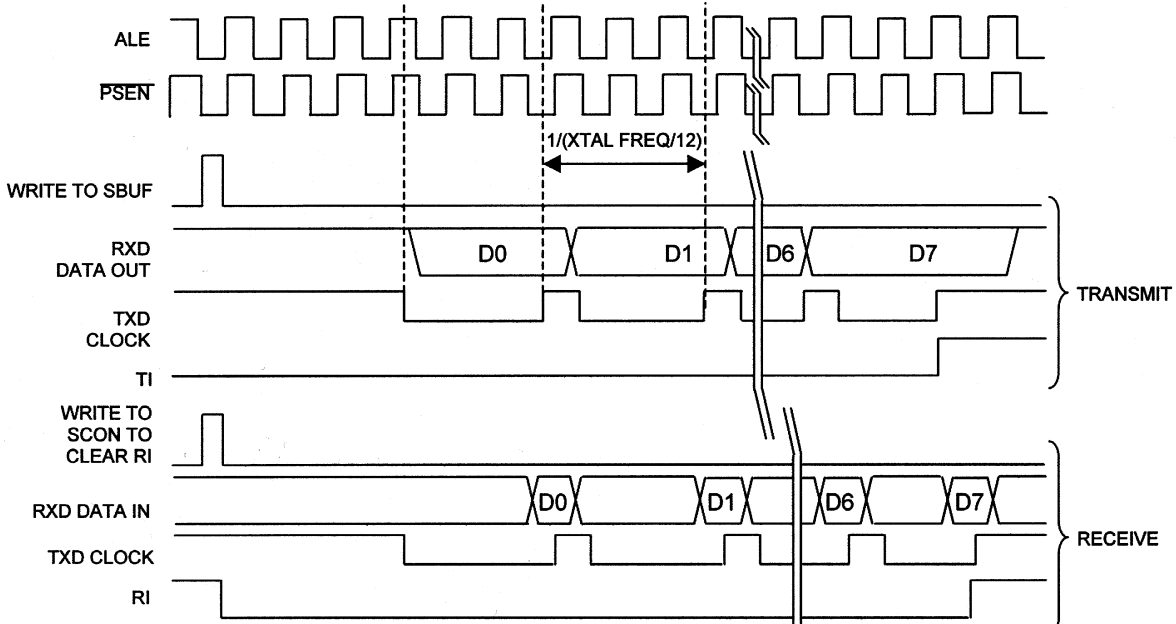 ALE
PSEN
1/(XTAL FREQ/12)
WRITE TO SBUF
RXD
DATA OUT
D0
D1
D6
D7
TXD
CLOCK
TRANSMIT
TI
WRITE TO
SCON TO
CLEAR RI
RXD DATA IN
D0
D1
D6
D7
TXD CLOCK
RECEIVE
RI